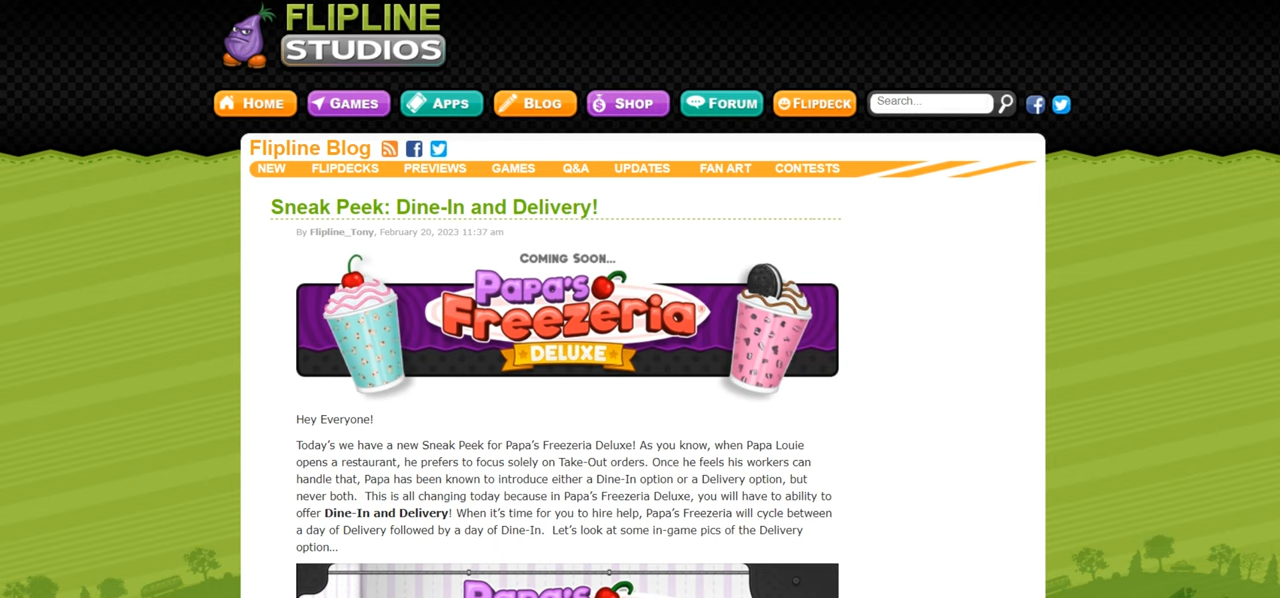 FLIPLINE
STUDIOS
HOME GAMES APPS BLOG SHOP FORUM FLIPDECK Search...
Flipline Blog
NEW FLIPDECKS PREVIEWS GAMES Q&A UPDATES FAN ART CONTESTS
Sneak Peek: Dine-In and Delivery!
By Flipline_Tony, February 20, 2023 11:37 am
COMING SOON...
PAPA'S
Freezeria
DELUXE
Hey Everyone!
Today's we have a new Sneak Peek for Papa's Freezeria Deluxe! As you know, when Papa Louie
opens a restaurant, he prefers to focus solely on Take-Out orders. Once he feels his workers can
handle that, Papa has been known to introduce either a Dine-In option or a Delivery option, but
never both. This is all changing today because in Papa's Freezeria Deluxe, you will have to ability to
offer Dine-In and Delivery! When it's time for you to hire help, Papa's Freezeria will cycle between
a day of Delivery followed by a day of Dine-In. Let's look at some in-game pics of the Delivery
option...
PAPA'S